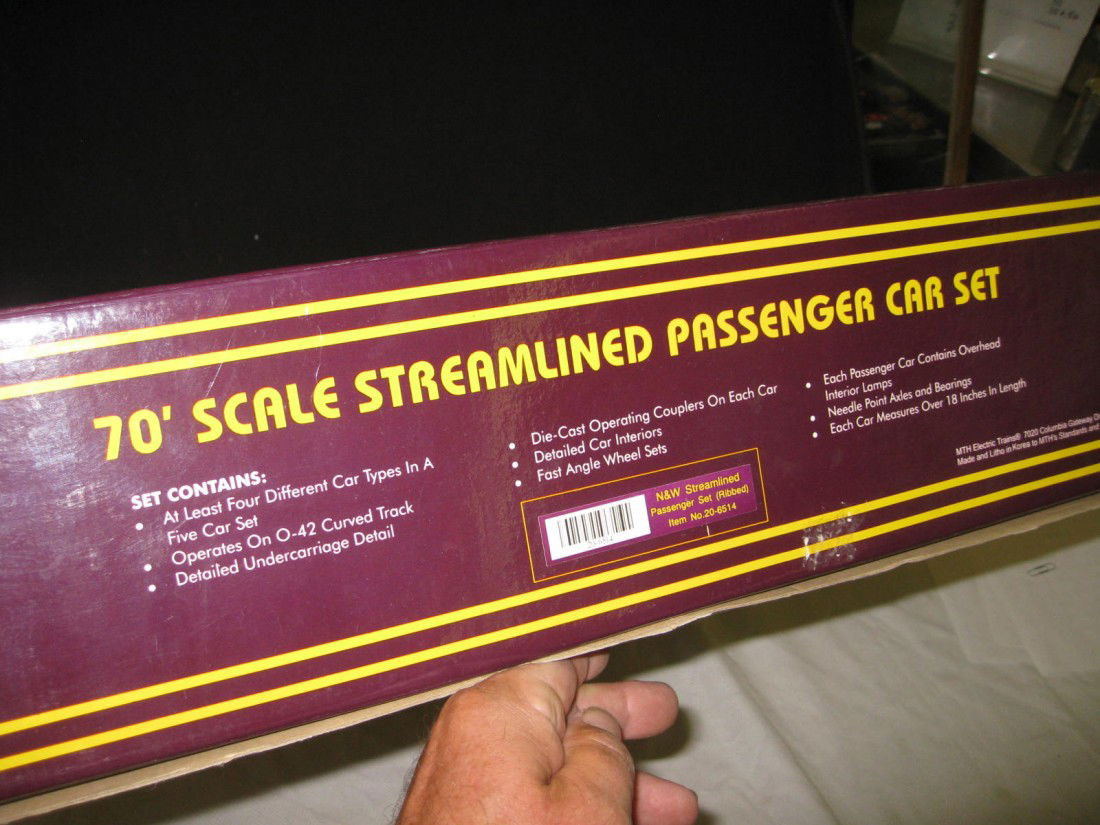 70' SCALE STREAMLINED PASSENGER CAR SET
SET CONTAINS:
• At Least Four Different Car Types In A
Five Car Set
• Operates On O-42 Curved Track
• Detailed Undercarriage Detail
• Die-Cast Operating Couplers On Each Car
• Detailed Car Interiors
• Fast Angle Wheel Sets
• Each Passenger Car Contains Overhead
Interior Lamps
• Needle Point Axles and Bearings
• Each Car Measures Over 18 Inches In Length
N&W Streamlined
Passenger Set (Ribbed)
Item No.20-6514
MTH Electric Trains® 7020 Columbia Gateway
Made and Litho in Korea to MTH's Standards and